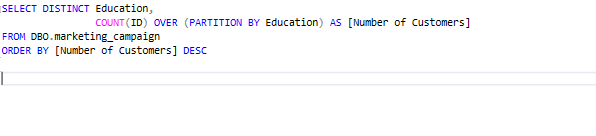 SELECT DISTINCT Education,
COUNT(ID) OVER (PARTITION BY Education) AS [Number of Customers]
FROM DBO.marketing_campaign
ORDER BY [Number of Customers] DESC